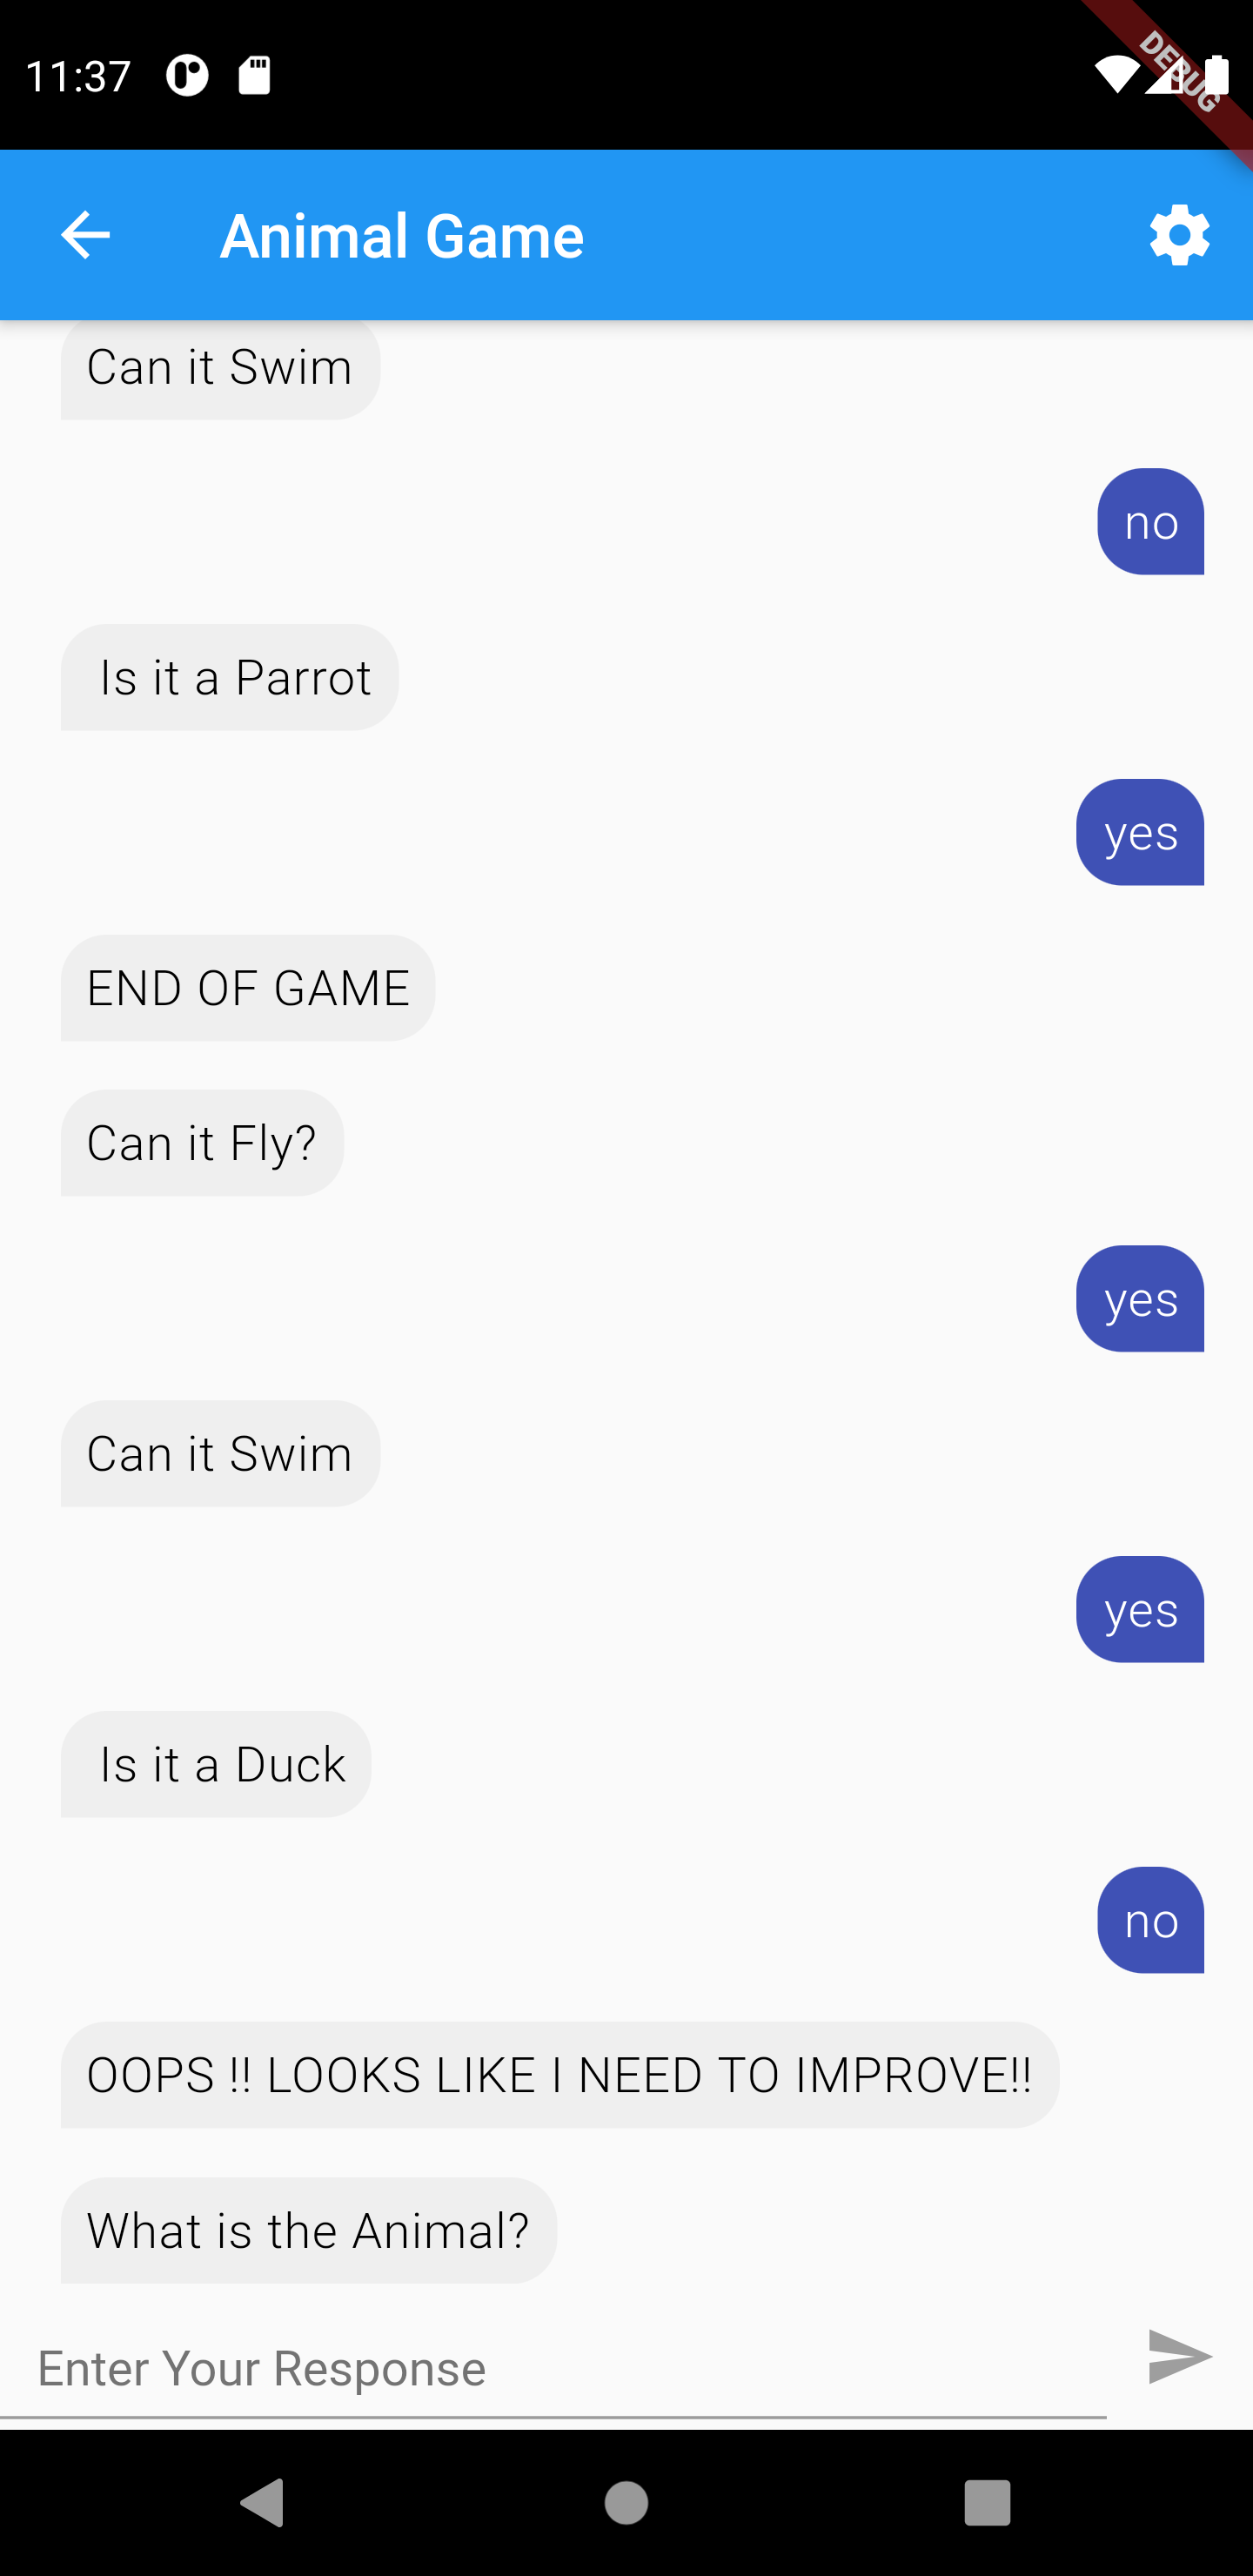 11:37
DEBUG
Animal Game
Can it Swim
no
Is it a Parrot
yes
END OF GAME
Can it Fly?
yes
Can it Swim
yes
Is it a Duck
no
OOPS !! LOOKS LIKE I NEED TO IMPROVE!!
What is the Animal?
Enter Your Response